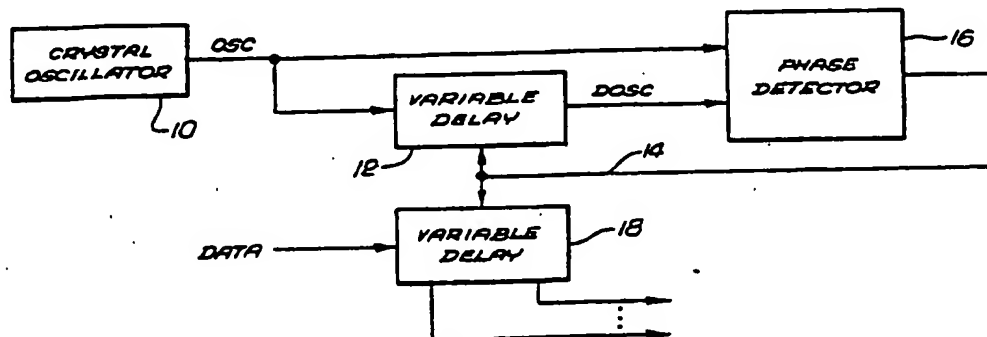 CRYSTAL
OSCILLATOR
10
OSC
VARIABLE
DELAY
12
DOSC
PHASE
DETECTOR
16
14
DATA
VARIABLE
DELAY
18